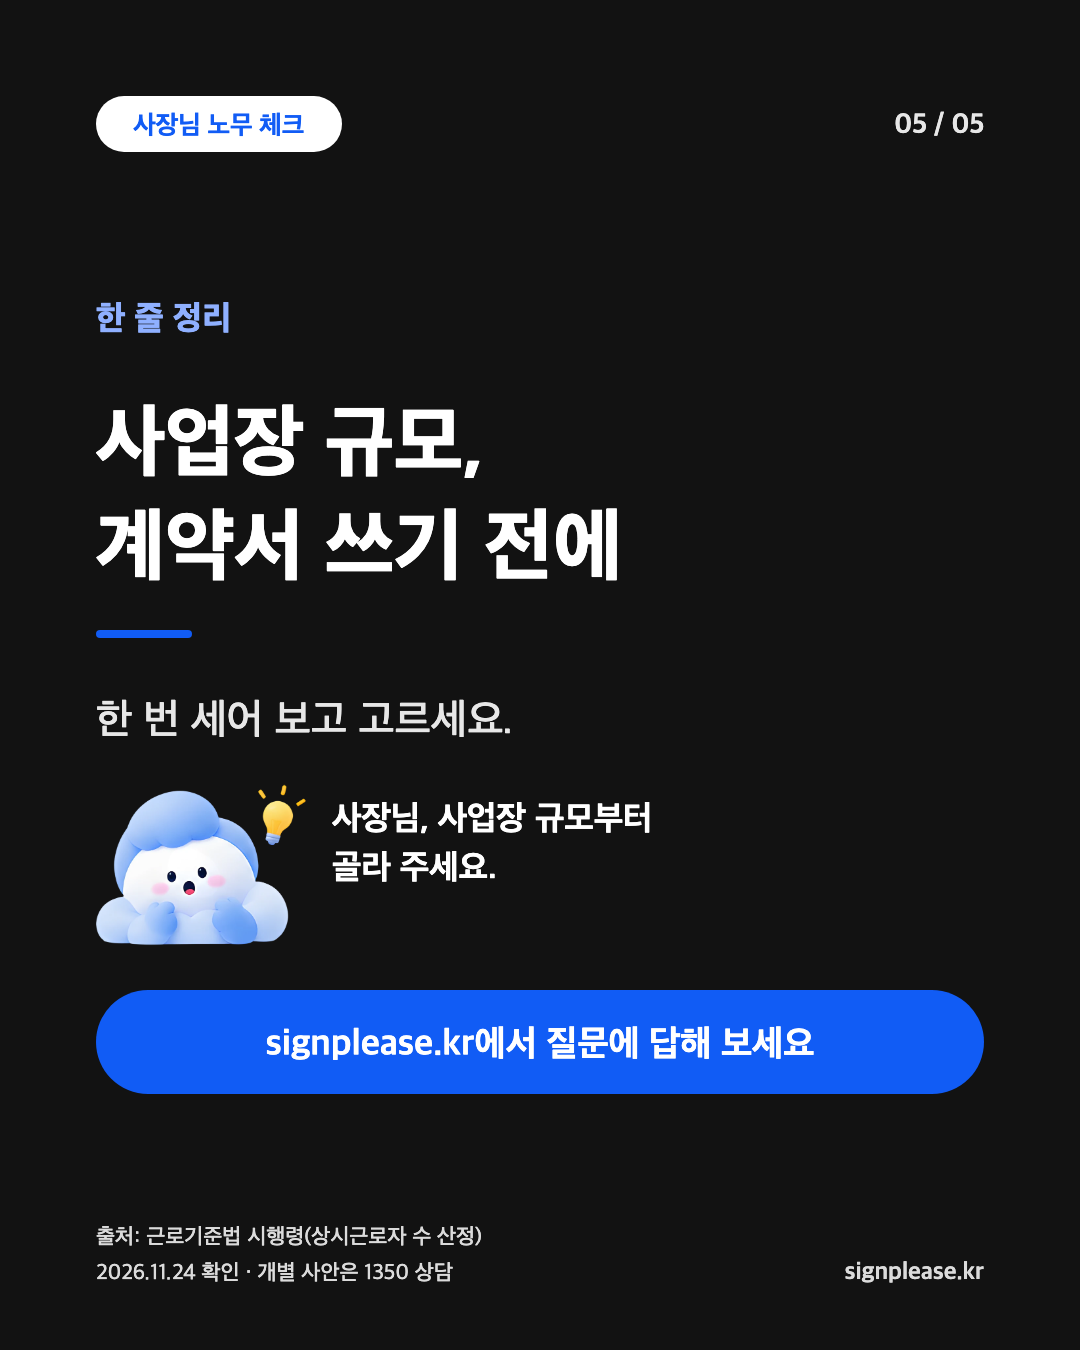 사장님 노무 체크
05 / 05
한 줄 정리
사업장 규모,
계약서 쓰기 전에
한 번 세어 보고 고르세요.
사장님, 사업장 규모부터
골라 주세요.
signplease.kr에서 질문에 답해 보세요
출처: 근로기준법 시행령(상시근로자 수 산정)
2026.11.24 확인 · 개별 사안은 1350 상담
signplease.kr